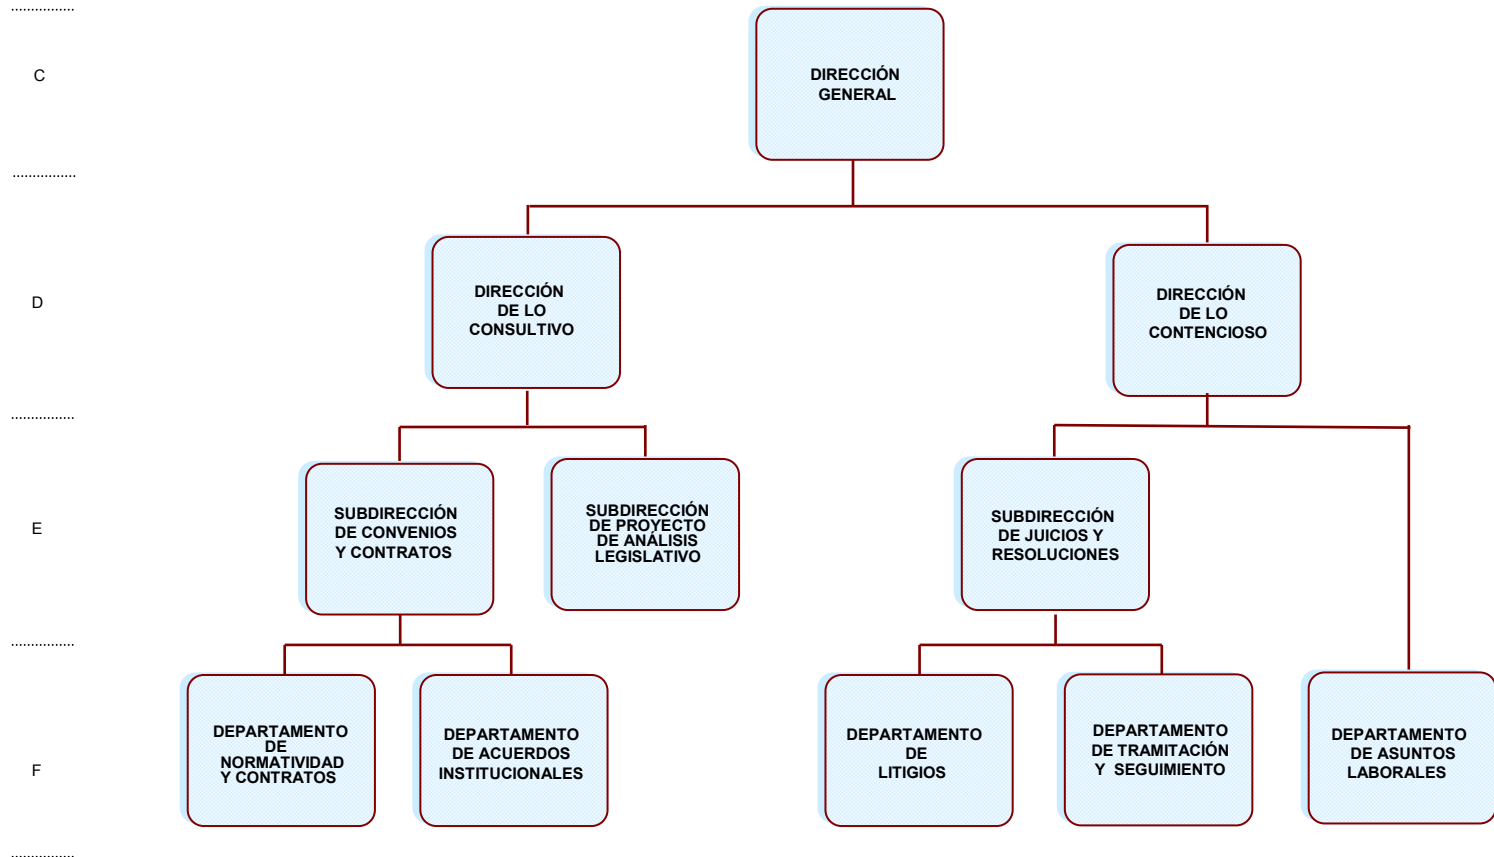 ................
C
DIRECCIÓN
GENERAL
................
D
DIRECCIÓN
DE LO
CONSULTIVO
DIRECCIÓN
DE LO
CONTENCIOSO
................
E
SUBDIRECCIÓN
DE CONVENIOS
Y CONTRATOS
SUBDIRECCIÓN
DE PROYECTO
DE ANÁLISIS
LEGISLATIVO
SUBDIRECCIÓN
DE JUICIOS Y
RESOLUCIONES
................
F
DEPARTAMENTO
DE
NORMATIVIDAD
Y CONTRATOS
DEPARTAMENTO
DE ACUERDOS
INSTITUCIONALES
DEPARTAMENTO
DE
LITIGIOS
DEPARTAMENTO
DE TRAMITACIÓN
Y SEGUIMIENTO
DEPARTAMENTO
DE ASUNTOS
LABORALES
................